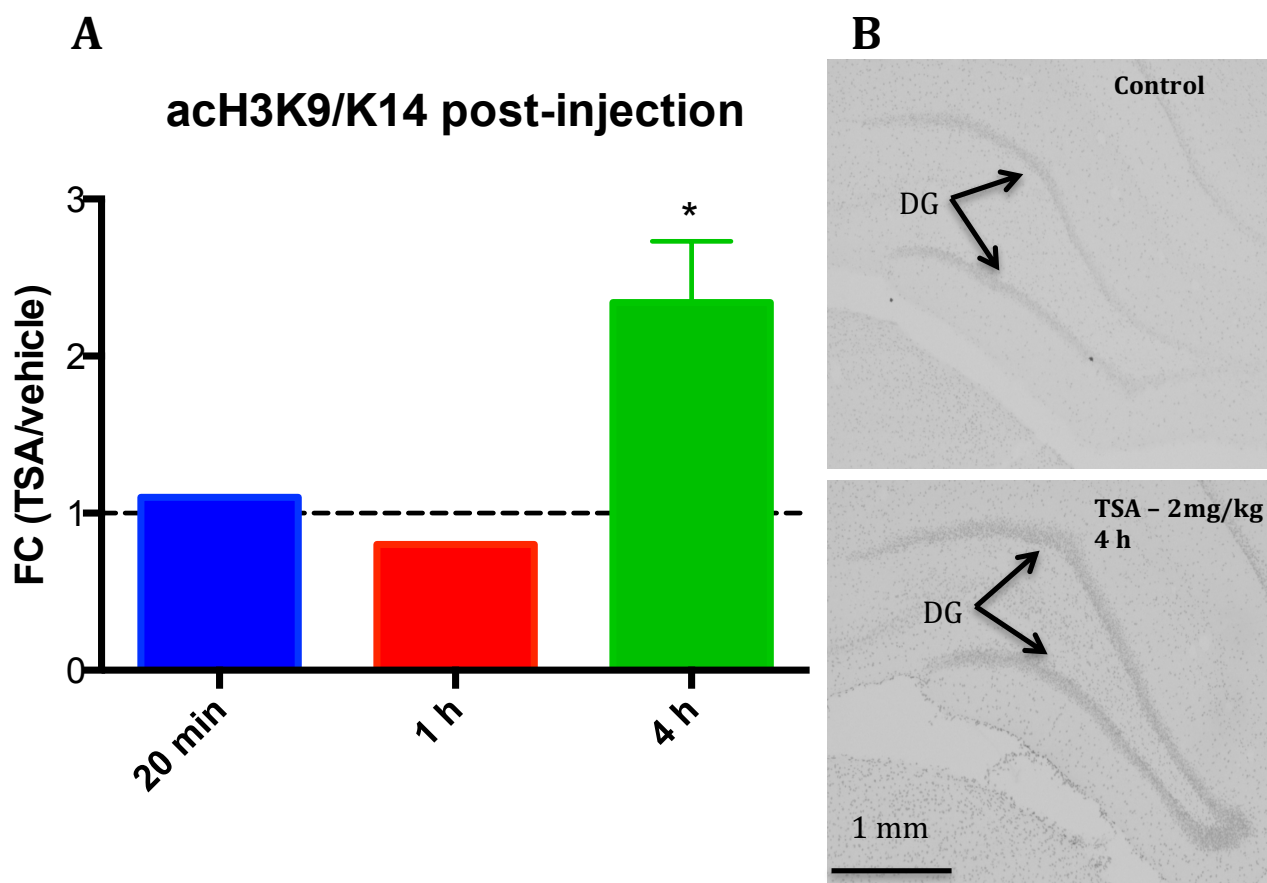 A
acH3K9/K14 post-injection
FC (TSA/vehicle)
3
2
1
0
*
20 min
1 h
4 h
B
Control
DG
TSA – 2mg/kg
4 h
DG
1 mm